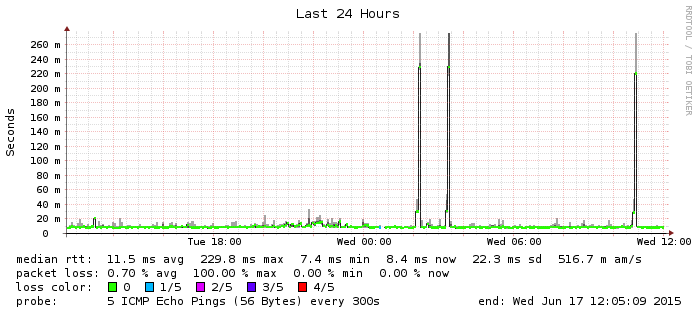 Last 24 Hours
RRDTOOL / TOBI OETIKER
Seconds
260 m
240 m
220 m
200 m
180 m
160 m
140 m
120 m
100 m
80 m
60 m
40 m
20 m
0
Tue 18:00 Wed 00:00 Wed 06:00 Wed 12:00
median rtt: 11.5 ms avg 229.8 ms max 7.4 ms min 8.4 ms now 22.3 ms sd 516.7 m am/s
packet loss: 0.70 % avg 100.00 % max 0.00 % min 0.00 % now
loss color: 0 1/5 2/5 3/5 4/5
probe: 5 ICMP Echo Pings (56 Bytes) every 300s end: Wed Jun 17 12:05:09 2015